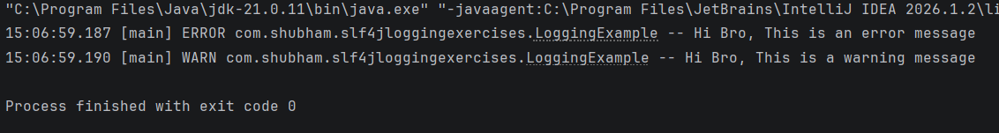 "C:\Program Files\Java\jdk-21.0.11\bin\java.exe" "-javaagent:C:\Program Files\JetBrains\IntelliJ IDEA 2026.1.2\li
15:06:59.187 [main] ERROR com.shubham.slf4jloggingexercises.LoggingExample -- Hi Bro, This is an error message
15:06:59.190 [main] WARN com.shubham.slf4jloggingexercises.LoggingExample -- Hi Bro, This is a warning message
Process finished with exit code 0